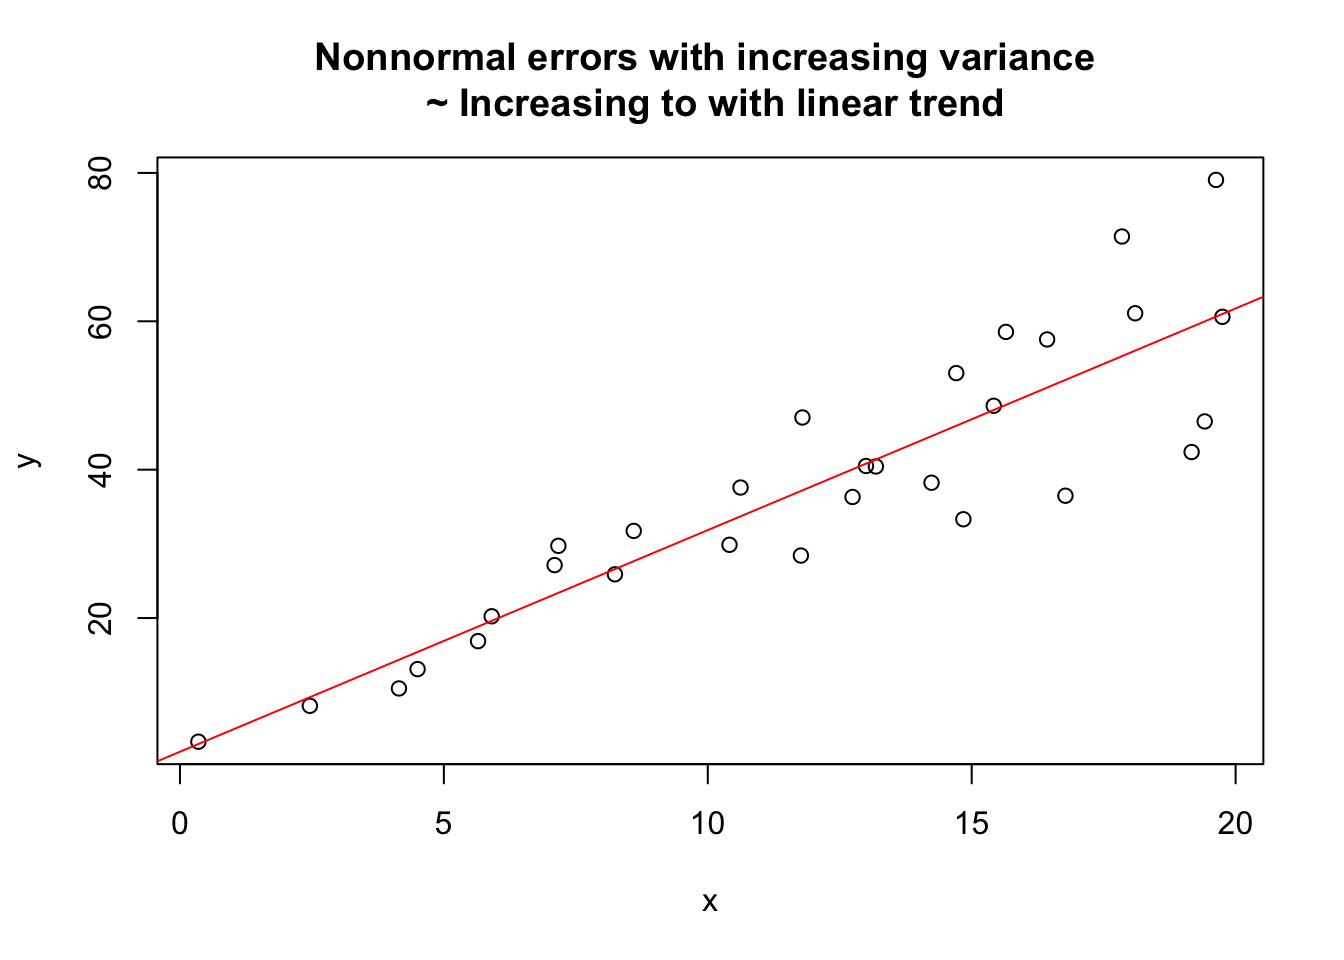 Nonnormal errors with increasing variance
~ Increasing to with linear trend
80
60
40
20
y
0 5 10 15 20
x